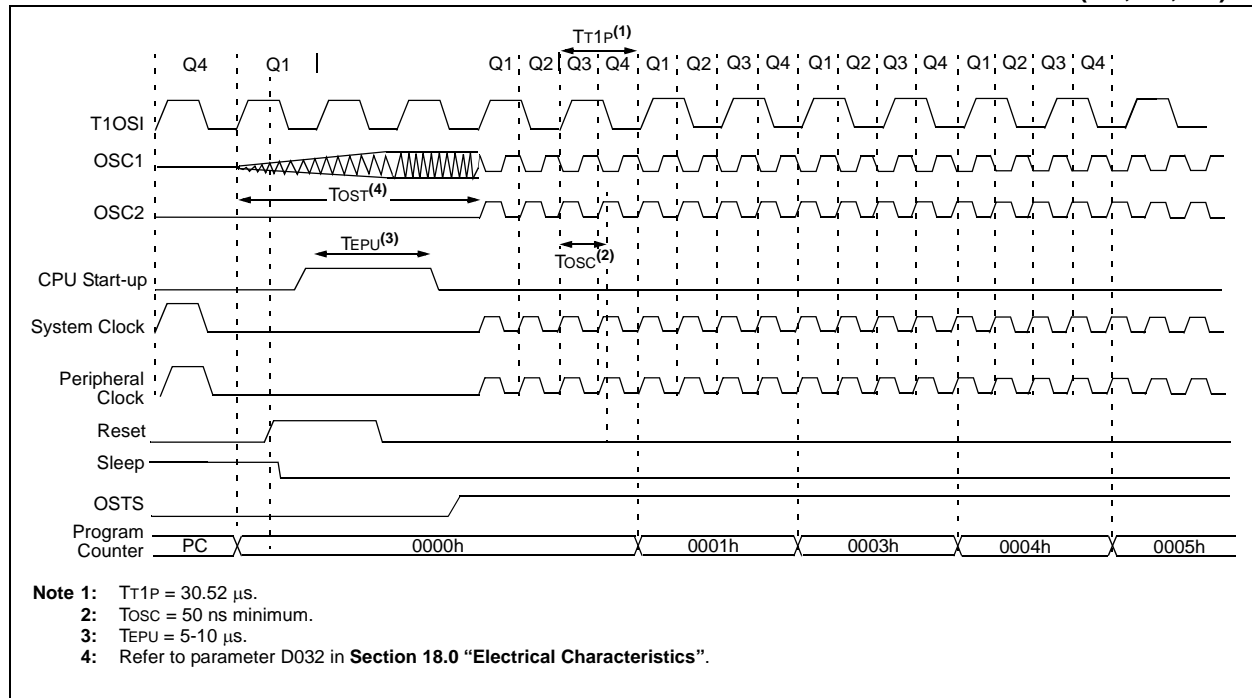 TT1P(1)
Q4 Q1 Q1 Q2 Q3 Q4 Q1 Q2 Q3 Q4 Q1 Q2 Q3 Q4 Q1 Q2 Q3 Q4
T1OSI
OSC1
TOST(4)
OSC2
TEPU(3)
TOSC(2)
CPU Start-up
System Clock
Peripheral
Clock
Reset
Sleep
OSTS
Program
Counter
PC 0000h 0001h 0003h 0004h 0005h
Note 1: TT1P = 30.52 μs.
2: TOSC = 50 ns minimum.
3: TEPU = 5-10 μs.
4: Refer to parameter D032 in Section 18.0 “Electrical Characteristics”.